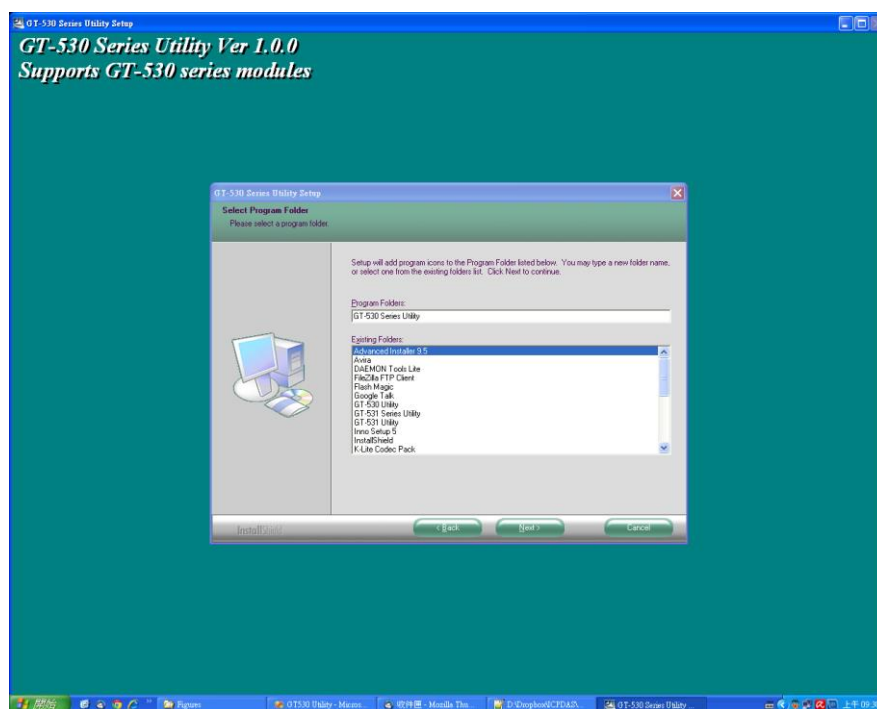 GT-530 Series Utility Setup
GT-530 Series Utility Ver 1.0.0
Supports GT-530 series modules
GT-530 Series Utility Setup
Select Program Folder
Please select a program folder.
Setup will add program icons to the Program Folder listed below. You may type a new folder name,
or select one from the existing folders list. Click Next to continue.
Program Folders:
GT-530 Series Utility
Existing Folders:
Advanced Installer 9.5
Avira
DAEMON Tools Lite
FileZilla FTP Client
Flash Magic
Google Talk
GT-530 Utility
GT-531 Series Utility
GT-531 Utility
Inno Setup 5
InstallShield
K-Lite Codec Pack
InstallShield
< Back
Next >
Cancel
開始
Figures
GT530 Utility - Micros...
收件匣 - Mozilla Thu...
D:\Dropbox\ICPDAS\...
GT-530 Series Utility ...
上午 09:3